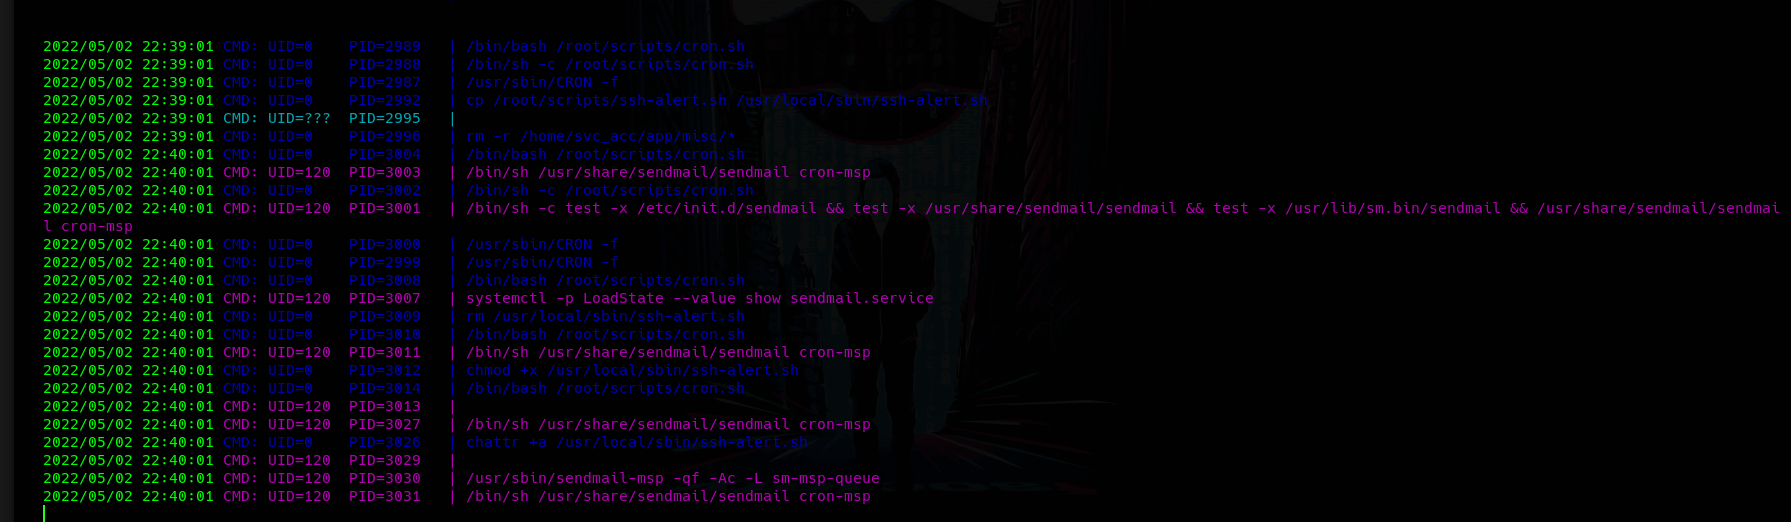 2022/05/02 22:39:01 CMD: UID=0    PID=2989   | /bin/bash /root/scripts/cron.sh
2022/05/02 22:39:01 CMD: UID=0    PID=2988   | /bin/sh -c /root/scripts/cron.sh
2022/05/02 22:39:01 CMD: UID=0    PID=2987   | /usr/sbin/CRON -f
2022/05/02 22:39:01 CMD: UID=0    PID=2992   | cp /root/scripts/ssh-alert.sh /usr/local/sbin/ssh-alert.sh
2022/05/02 22:39:01 CMD: UID=???  PID=2995   |
2022/05/02 22:39:01 CMD: UID=0    PID=2996   | rm -r /home/svc_acc/app/misc/*
2022/05/02 22:40:01 CMD: UID=0    PID=3004   | /bin/bash /root/scripts/cron.sh
2022/05/02 22:40:01 CMD: UID=120  PID=3003   | /bin/sh /usr/share/sendmail/sendmail cron-msp
2022/05/02 22:40:01 CMD: UID=0    PID=3002   | /bin/sh -c /root/scripts/cron.sh
2022/05/02 22:40:01 CMD: UID=120  PID=3001   | /bin/sh -c test -x /etc/init.d/sendmail && test -x /usr/share/sendmail/sendmail && test -x /usr/lib/sm.bin/sendmail && /usr/share/sendmail/sendmai
l cron-msp
2022/05/02 22:40:01 CMD: UID=0    PID=3000   | /usr/sbin/CRON -f
2022/05/02 22:40:01 CMD: UID=0    PID=2999   | /usr/sbin/CRON -f
2022/05/02 22:40:01 CMD: UID=0    PID=3008   | /bin/bash /root/scripts/cron.sh
2022/05/02 22:40:01 CMD: UID=120  PID=3007   | systemctl -p LoadState --value show sendmail.service
2022/05/02 22:40:01 CMD: UID=0    PID=3009   | rm /usr/local/sbin/ssh-alert.sh
2022/05/02 22:40:01 CMD: UID=0    PID=3010   | /bin/bash /root/scripts/cron.sh
2022/05/02 22:40:01 CMD: UID=120  PID=3011   | /bin/sh /usr/share/sendmail/sendmail cron-msp
2022/05/02 22:40:01 CMD: UID=0    PID=3012   | chmod +x /usr/local/sbin/ssh-alert.sh
2022/05/02 22:40:01 CMD: UID=0    PID=3014   | /bin/bash /root/scripts/cron.sh
2022/05/02 22:40:01 CMD: UID=120  PID=3013   |
2022/05/02 22:40:01 CMD: UID=120  PID=3027   | /bin/sh /usr/share/sendmail/sendmail cron-msp
2022/05/02 22:40:01 CMD: UID=0    PID=3026   | chattr +a /usr/local/sbin/ssh-alert.sh
2022/05/02 22:40:01 CMD: UID=120  PID=3029   |
2022/05/02 22:40:01 CMD: UID=120  PID=3030   | /usr/sbin/sendmail-msp -qf -Ac -L sm-msp-queue
2022/05/02 22:40:01 CMD: UID=120  PID=3031   | /bin/sh /usr/share/sendmail/sendmail cron-msp